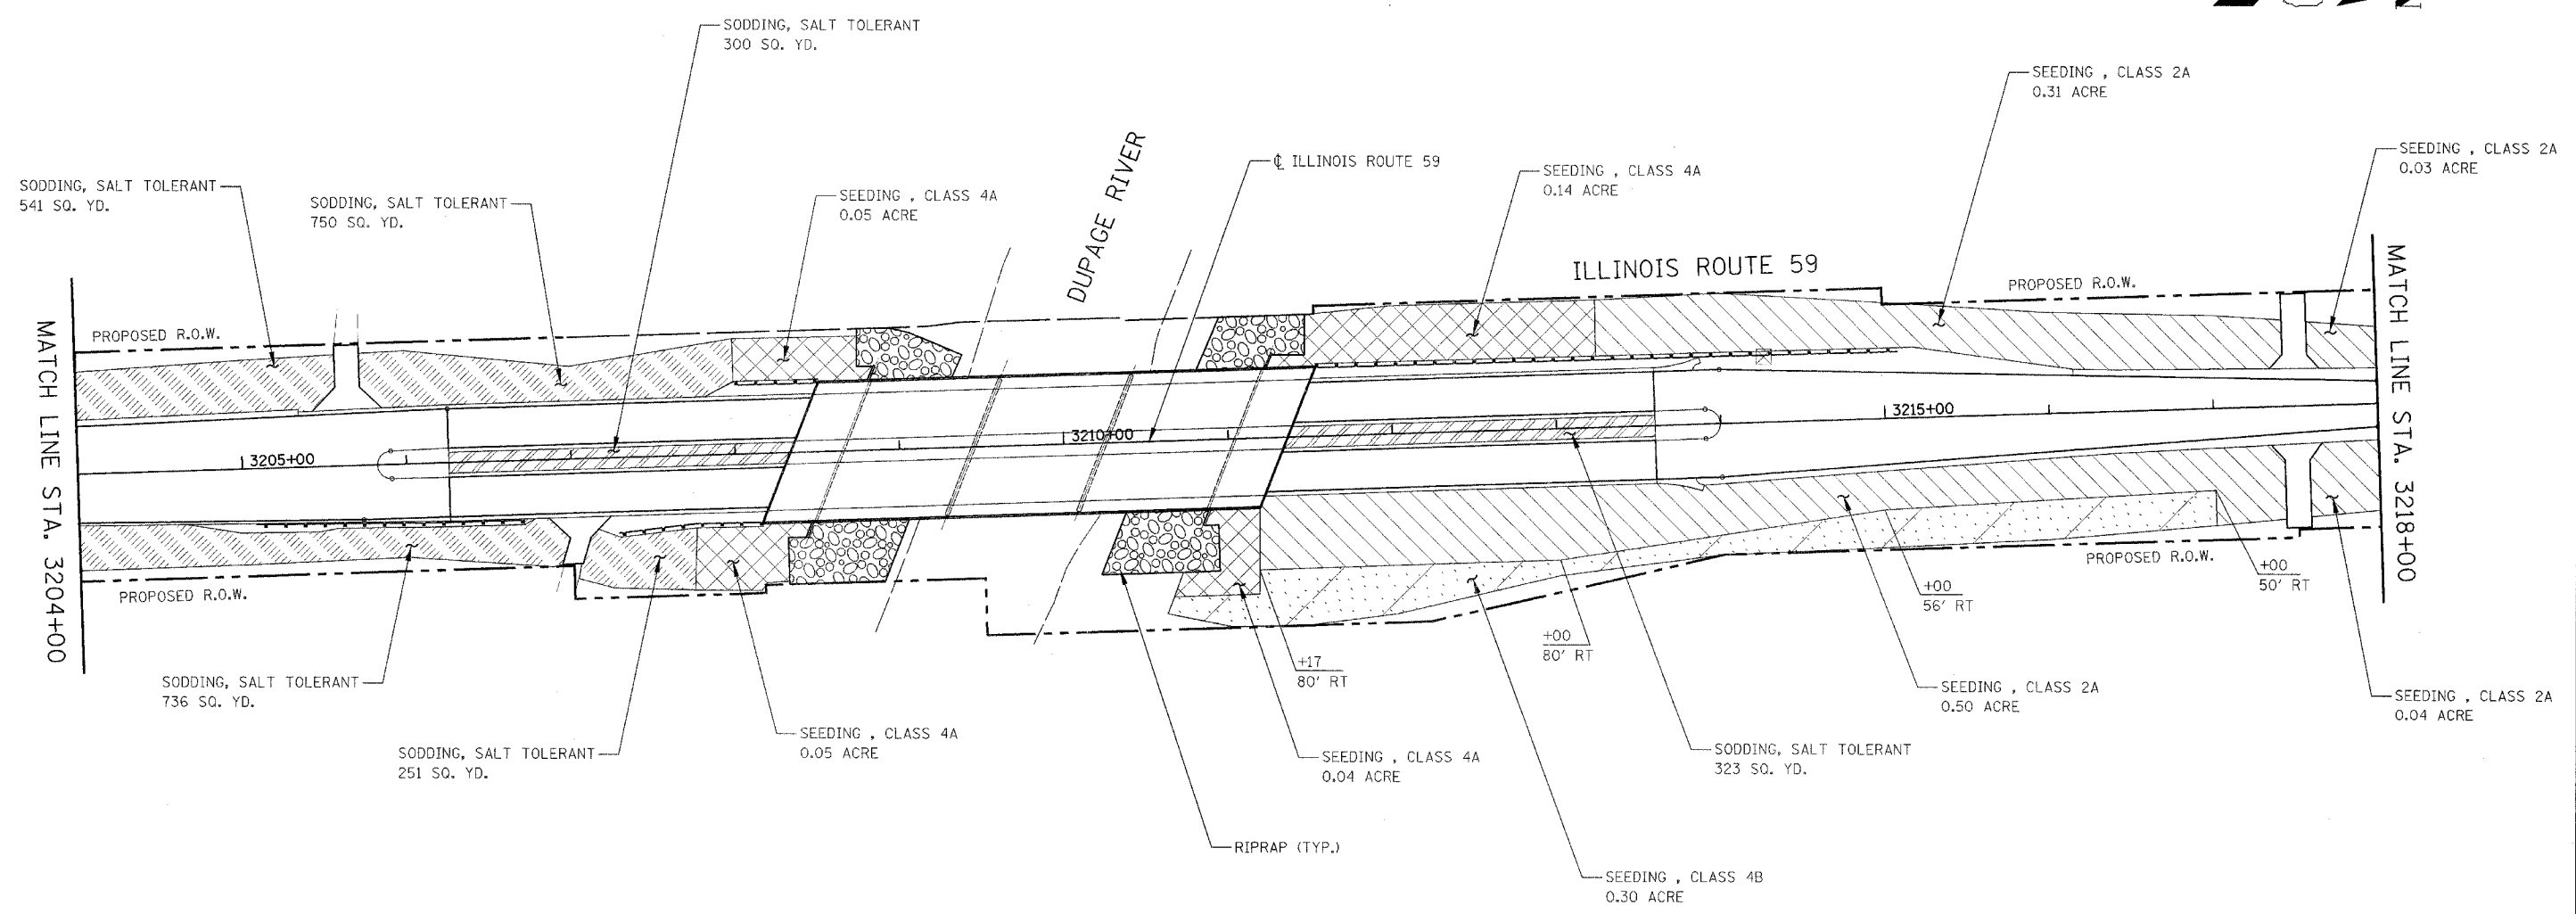 SODDING, SALT TOLERANT
300 SQ. YD.
SEEDING , CLASS 2A
0.31 ACRE
SEEDING , CLASS 2A
0.03 ACRE
℄ ILLINOIS ROUTE 59
SEEDING , CLASS 4A
0.14 ACRE
SODDING, SALT TOLERANT
541 SQ. YD.
SODDING, SALT TOLERANT
750 SQ. YD.
SEEDING , CLASS 4A
0.05 ACRE
DUPAGE RIVER
ILLINOIS ROUTE 59
PROPOSED R.O.W.
PROPOSED R.O.W.
MATCH LINE STA. 3204+00
MATCH LINE STA. 3218+00
3205+00
3210+00
3215+00
PROPOSED R.O.W.
PROPOSED R.O.W.
+00
50' RT
+00
56' RT
+00
80' RT
+17
80' RT
SODDING, SALT TOLERANT
736 SQ. YD.
SODDING, SALT TOLERANT
251 SQ. YD.
SEEDING , CLASS 4A
0.05 ACRE
SEEDING , CLASS 4A
0.04 ACRE
SODDING, SALT TOLERANT
323 SQ. YD.
SEEDING , CLASS 2A
0.50 ACRE
SEEDING , CLASS 2A
0.04 ACRE
RIPRAP (TYP.)
SEEDING , CLASS 4B
0.30 ACRE